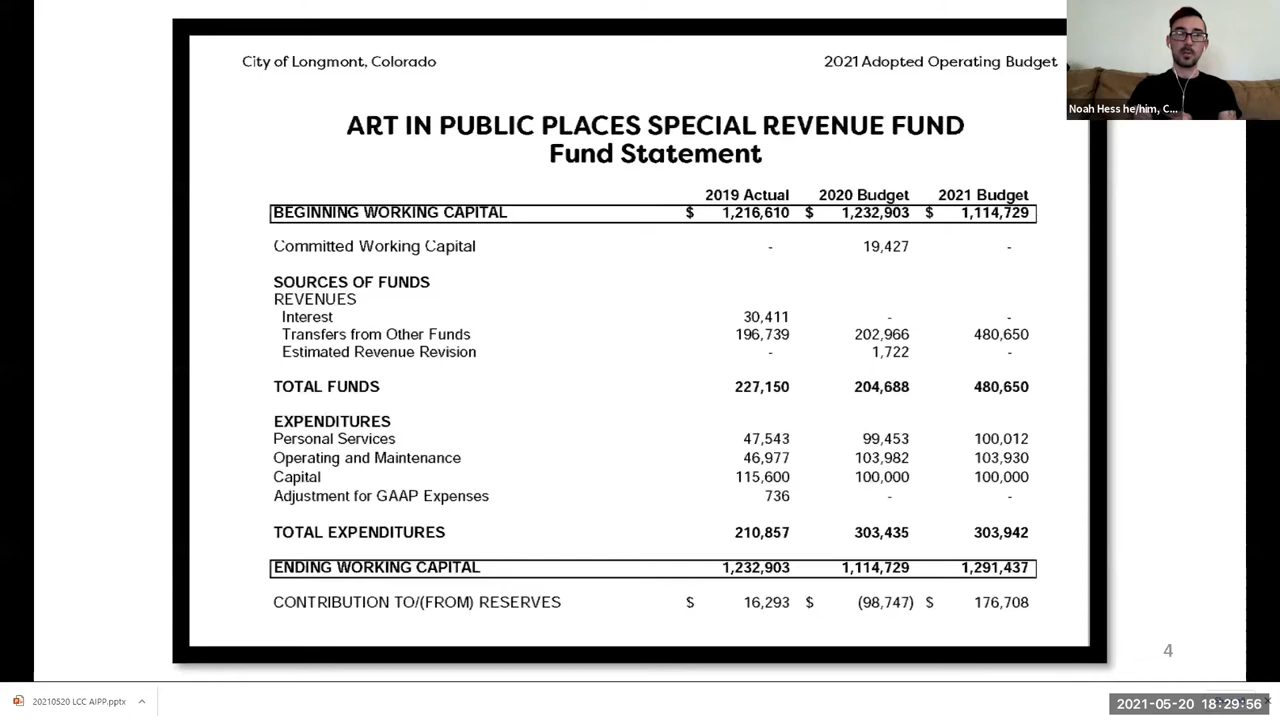 City of Longmont, Colorado 2021 Adopted Operating Budget
ART IN PUBLIC PLACES SPECIAL REVENUE FUND
Fund Statement
2019 Actual 2020 Budget 2021 Budget
BEGINNING WORKING CAPITAL $ 1,216,610 $ 1,232,903 $ 1,114,729
Committed Working Capital - 19,427 -
SOURCES OF FUNDS
REVENUES
Interest 30,411 - -
Transfers from Other Funds 196,739 202,966 480,650
Estimated Revenue Revision - 1,722 -
TOTAL FUNDS 227,150 204,688 480,650
EXPENDITURES
Personal Services 47,543 99,453 100,012
Operating and Maintenance 46,977 103,982 103,930
Capital 115,600 100,000 100,000
Adjustment for GAAP Expenses 736 - -
TOTAL EXPENDITURES 210,857 303,435 303,942
ENDING WORKING CAPITAL 1,232,903 1,114,729 1,291,437
CONTRIBUTION TO/(FROM) RESERVES $ 16,293 $ (98,747) $ 176,708
4
Noah Hess he/him, C...
20210520 LCC AIPP.pptx
2021-05-20 18:29:56